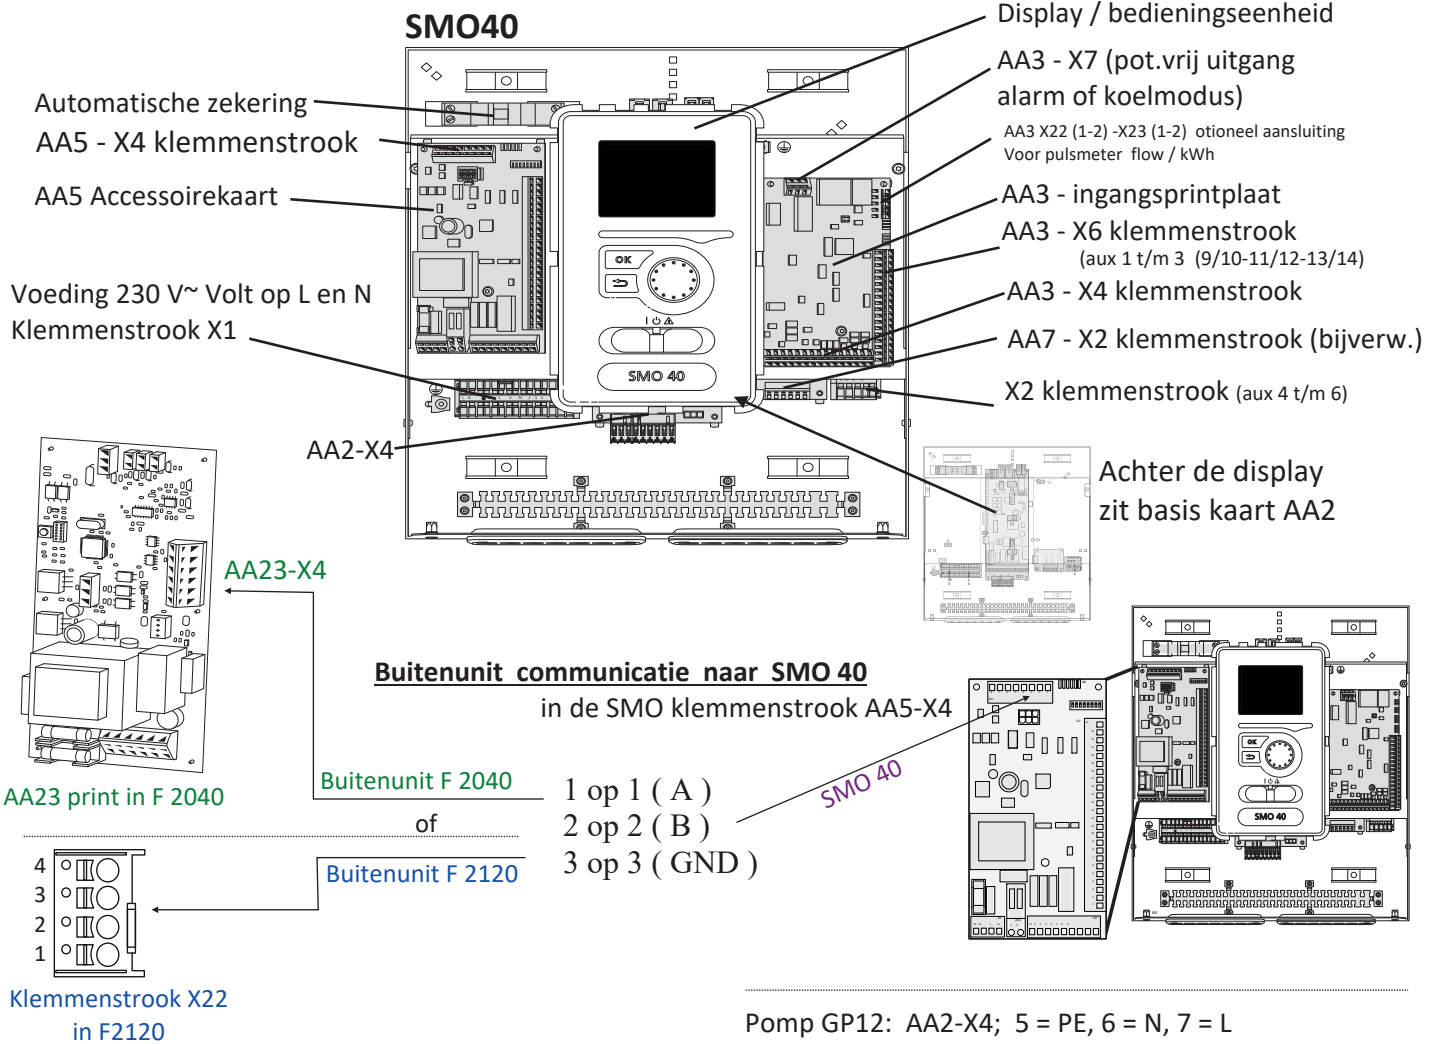 SMO40
Display / bedieningseenheid
AA3 - X7 (pot.vrij uitgang
alarm of koelmodus)
AA3 X22 (1-2) -X23 (1-2) otioneel aansluiting
Voor pulsmeter flow / kWh
AA3 - ingangsprintplaat
AA3 - X6 klemmenstrook
(aux 1 t/m 3 (9/10-11/12-13/14)
AA3 - X4 klemmenstrook
AA7 - X2 klemmenstrook (bijverw.)
X2 klemmenstrook (aux 4 t/m 6)
Automatische zekering
AA5 - X4 klemmenstrook
AA5 Accessoirekaart
Voeding 230 V~ Volt op L en N
Klemmenstrook X1
AA2-X4
OK
SMO 40
Achter de display
zit basis kaart AA2
AA23-X4
AA23 print in F 2040
Buitenunit communicatie naar SMO 40
in de SMO klemmenstrook AA5-X4
Buitenunit F 2040
1 op 1 ( A )
2 op 2 ( B )
3 op 3 ( GND )
SMO 40
of
Buitenunit F 2120
4
3
2
1
Klemmenstrook X22
in F2120
OK
SMO 40
Pomp GP12: AA2-X4; 5 = PE, 6 = N, 7 = L